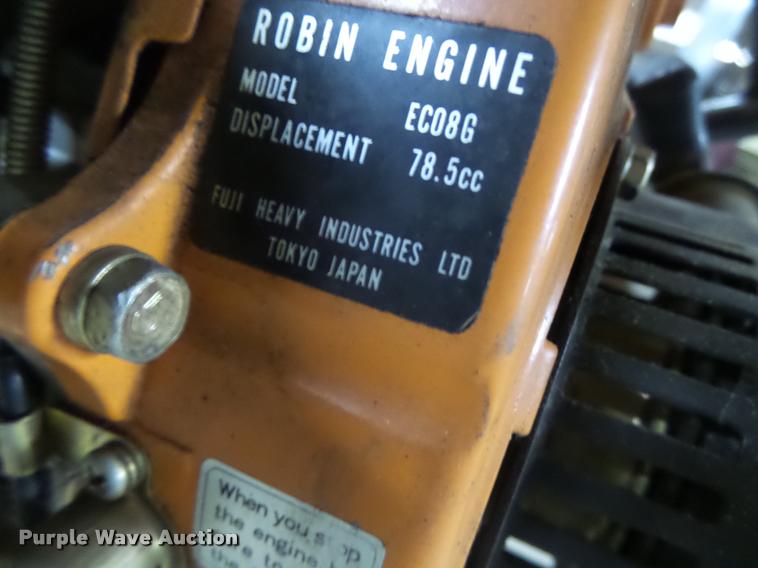 ROBIN ENGINE
MODEL EC08G
DISPLACEMENT 78.5cc
FUJI HEAVY INDUSTRIES LTD
TOKYO JAPAN
When you
the engine
the
Purple Wave Auction